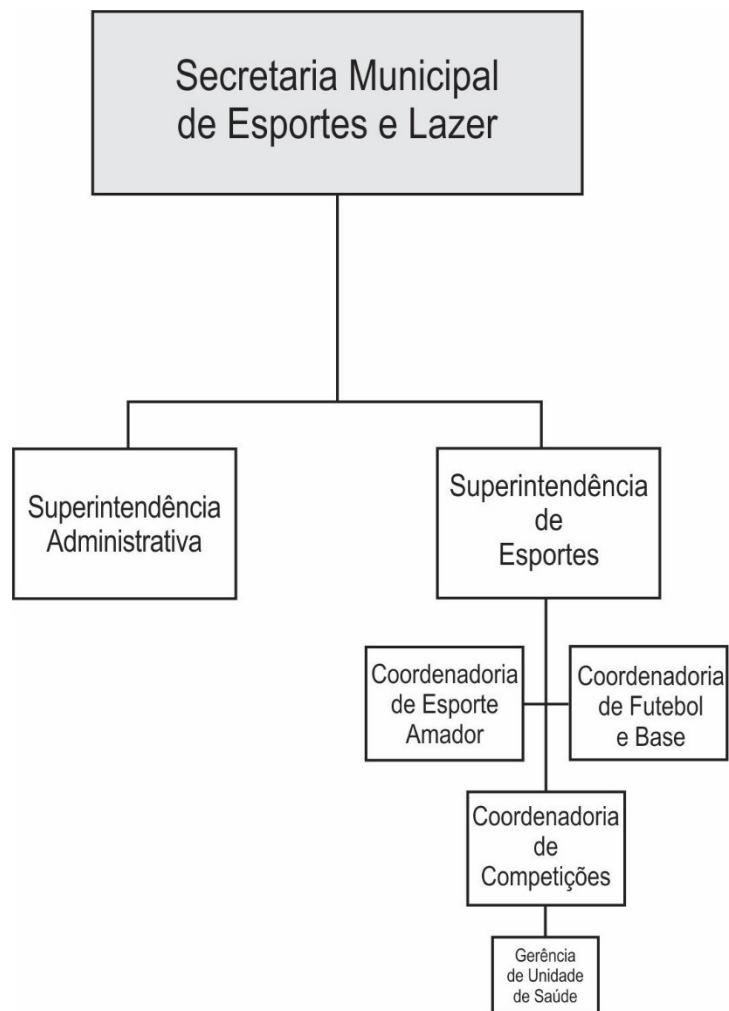 Secretaria Municipal
de Esportes e Lazer
Superintendência
Administrativa
Superintendência
de
Esportes
Coordenadoria
de Esporte
Amador
Coordenadoria
de Futebol
e Base
Coordenadoria
de
Competições
Gerência
de Unidade
de Saúde